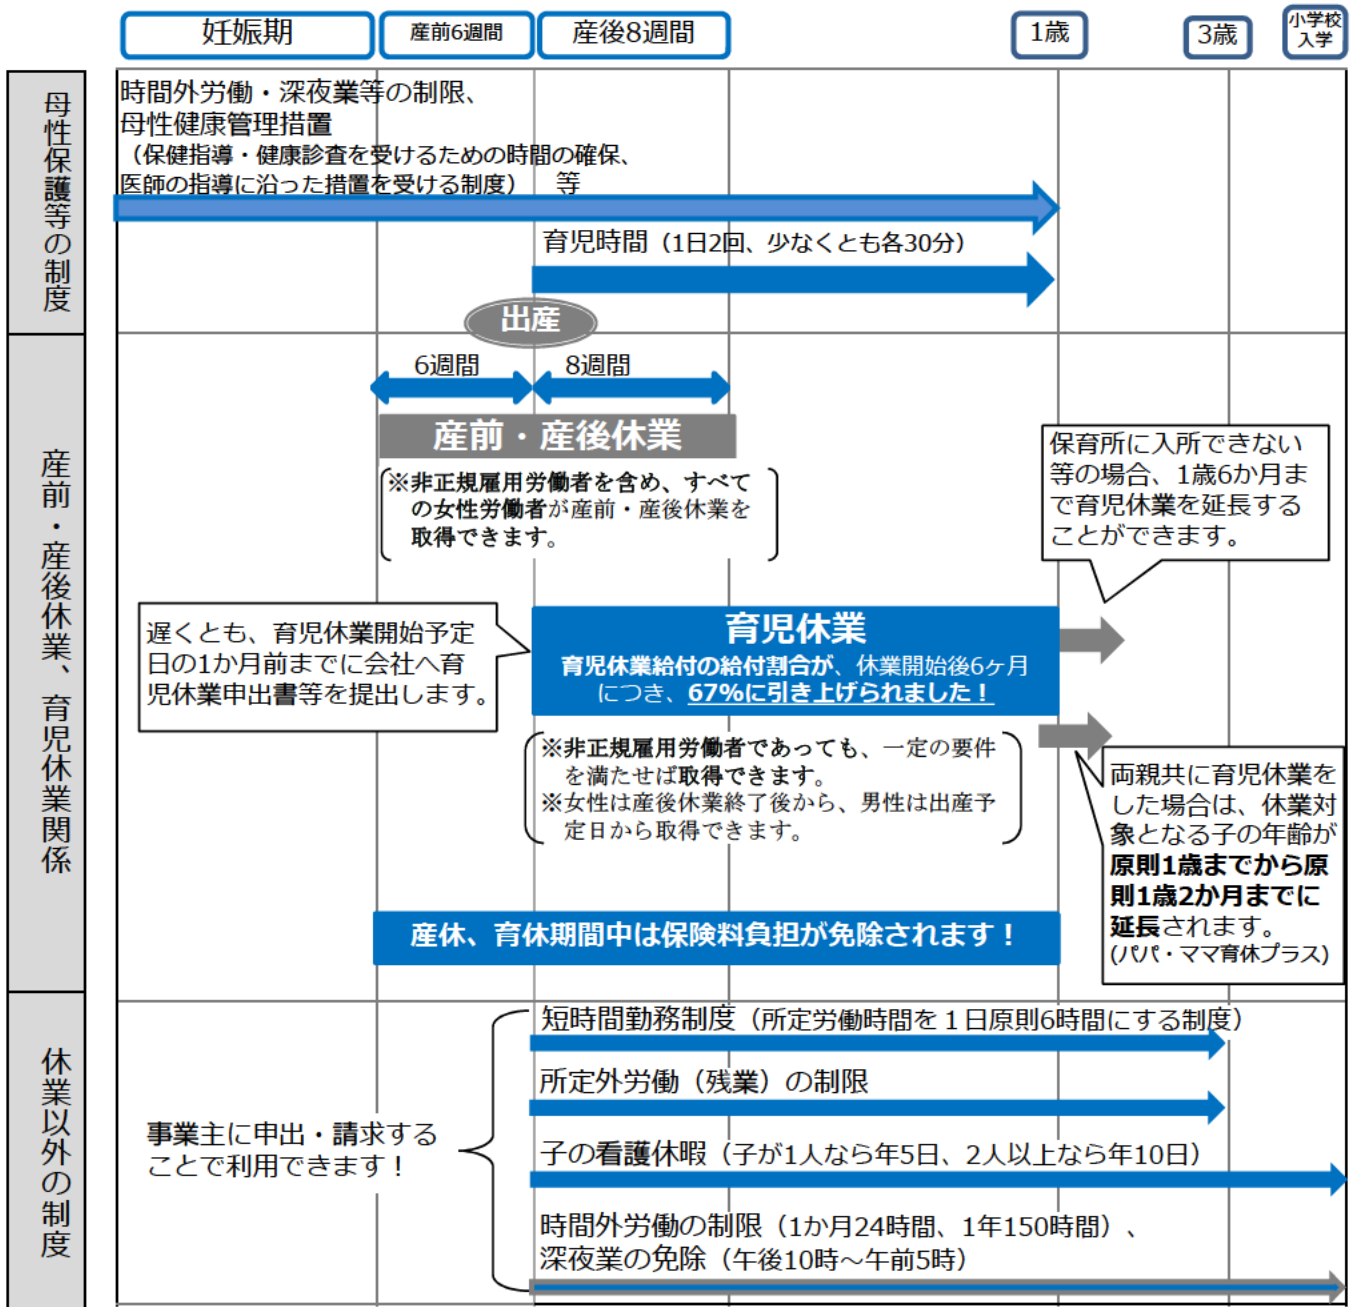 妊娠期
産前6週間
産後8週間
1歳
3歳
小学校
入学
母性保護等の制度
時間外労働・深夜業等の制限、
母性健康管理措置
（保健指導・健康診査を受けるための時間の確保、
医師の指導に沿った措置を受ける制度） 等
育児時間（1日2回、少なくとも各30分）
出産
産前・産後休業、育児休業関係
6週間
8週間
産前・産後休業
※非正規雇用労働者を含め、すべて
の女性労働者が産前・産後休業を
取得できます。
保育所に入所できない
等の場合、1歳6か月ま
で育児休業を延長する
ことができます。
遅くとも、育児休業開始予定
日の1か月前までに会社へ育
児休業申出書等を提出します。
育児休業
育児休業給付の給付割合が、休業開始後6ヶ月
につき、67%に引き上げられました！
※非正規雇用労働者であっても、一定の要件
を満たせば取得できます。
※女性は産後休業終了後から、男性は出産予
定日から取得できます。
両親共に育児休業を
した場合は、休業対
象となる子の年齢が
原則1歳までから原
則1歳2か月までに
延長されます。
(パパ・ママ育休プラス)
産休、育休期間中は保険料負担が免除されます！
休業以外の制度
事業主に申出・請求する
ことで利用できます！
短時間勤務制度（所定労働時間を１日原則6時間にする制度）
所定外労働（残業）の制限
子の看護休暇（子が1人なら年5日、2人以上なら年10日）
時間外労働の制限（1か月24時間、1年150時間）、
深夜業の免除（午後10時～午前5時）